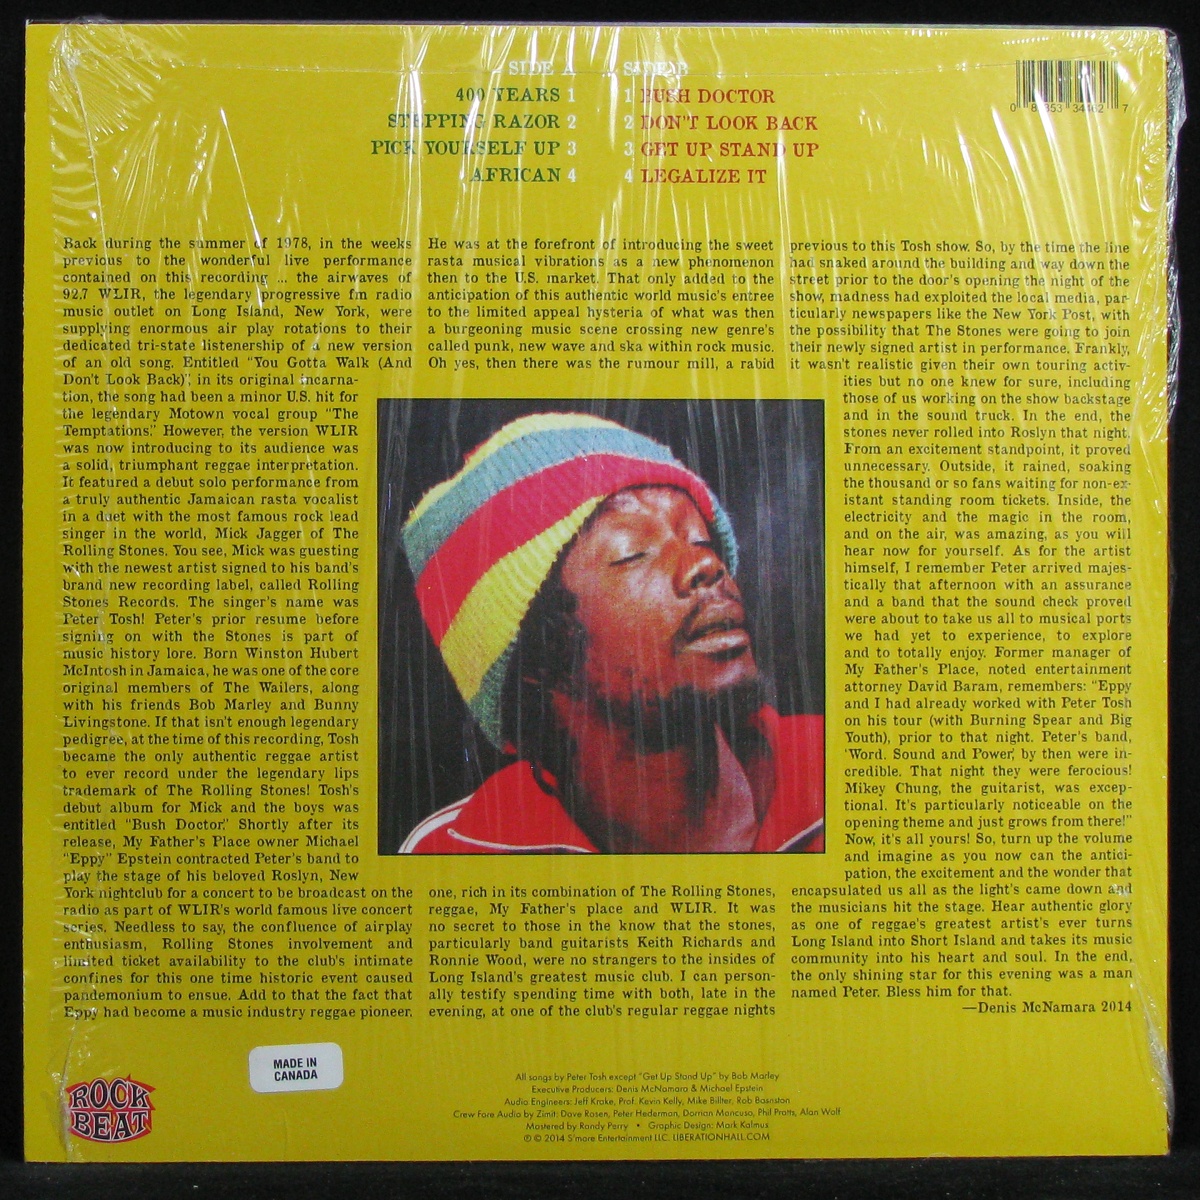 SIDE A
400 YEARS 1
STEPPING RAZOR 2
PICK YOURSELF UP 3
AFRICAN 4
SIDE B
1 BUSH DOCTOR
2 DON'T LOOK BACK
3 GET UP STAND UP
4 LEGALIZE IT
7
Back during the summer of 1978, in the weeks
previous to the wonderful live performance
contained on this recording ... the airwaves of
92.7 WLIR, the legendary progressive fm radio
music outlet on Long Island, New York, were
supplying enormous air play rotations to their
dedicated tri-state listenership of a new version
of an old song. Entitled "You Gotta Walk (And
Don't Look Back)", in its original incarna-
tion, the song had been a minor U.S. hit for
the legendary Motown vocal group "The
Temptations." However, the version WLIR
was now introducing to its audience was
a solid, triumphant reggae interpretation.
It featured a debut solo performance from
a truly authentic Jamaican rasta vocalist
in a duet with the most famous rock lead
singer in the world, Mick Jagger of The
Rolling Stones. You see, Mick was guesting
with the newest artist signed to his band's
brand new recording label, called Rolling
Stones Records. The singer's name was
Peter Tosh! Peter's prior resume before
signing on with the Stones is part of
music history lore. Born Winston Hubert
McIntosh in Jamaica, he was one of the core
original members of The Wailers, along
with his friends Bob Marley and Bunny
Livingstone. If that isn't enough legendary
pedigree, at the time of this recording, Tosh
became the only authentic reggae artist
to ever record under the legendary lips
trademark of The Rolling Stones! Tosh's
debut album for Mick and the boys was
entitled "Bush Doctor." Shortly after its
release, My Father's Place owner Michael
"Eppy" Epstein contracted Peter's band to
play the stage of his beloved Roslyn, New
York nightclub for a concert to be broadcast on the
radio as part of WLIR's world famous live concert
series. Needless to say, the confluence of airplay
enthusiasm, Rolling Stones involvement and
limited ticket availability to the club's intimate
confines for this one time historic event caused
pandemonium to ensue. Add to that the fact that
Eppy had become a music industry reggae pioneer.
He was at the forefront of introducing the sweet
rasta musical vibrations as a new phenomenon
then to the U.S. market. That only added to the
anticipation of this authentic world music's entree
to the limited appeal hysteria of what was then
a burgeoning music scene crossing new genre's
called punk, new wave and ska within rock music.
Oh yes, then there was the rumour mill, a rabid
one, rich in its combination of The Rolling Stones,
reggae, My Father's place and WLIR. It was
no secret to those in the know that the stones,
particularly band guitarists Keith Richards and
Ronnie Wood, were no strangers to the insides of
Long Island's greatest music club. I can person-
ally testify spending time with both, late in the
evening, at one of the club's regular reggae nights
previous to this Tosh show. So, by the time the line
had snaked around the building and way down the
street prior to the door's opening the night of the
show, madness had exploited the local media, par-
ticularly newspapers like the New York Post, with
the possibility that The Stones were going to join
their newly signed artist in performance. Frankly,
it wasn't realistic given their own touring activ-
ities but no one knew for sure, including
those of us working on the show backstage
and in the sound truck. In the end, the
stones never rolled into Roslyn that night.
From an excitement standpoint, it proved
unnecessary. Outside, it rained, soaking
the thousand or so fans waiting for non-ex-
istant standing room tickets. Inside, the
electricity and the magic in the room,
and on the air, was amazing, as you will
hear now for yourself. As for the artist
himself, I remember Peter arrived majes-
tically that afternoon with an assurance
and a band that the sound check proved
were about to take us all to musical ports
we had yet to experience, to explore
and to totally enjoy. Former manager of
My Father's Place, noted entertainment
attorney David Baram, remembers: "Eppy
and I had already worked with Peter Tosh
on his tour (with Burning Spear and Big
Youth), prior to that night. Peter's band,
'Word. Sound and Power', by then were in-
credible. That night they were ferocious!
Mikey Chung, the guitarist, was excep-
tional. It's particularly noticeable on the
opening theme and just grows from there!"
Now, it's all yours! So, turn up the volume
and imagine as you now can the antici-
pation, the excitement and the wonder that
encapsulated us all as the light's came down and
the musicians hit the stage. Hear authentic glory
as one of reggae's greatest artist's ever turns
Long Island into Short Island and takes its music
community into his heart and soul. In the end,
the only shining star for this evening was a man
named Peter. Bless him for that.
—Denis McNamara 2014
MADE IN
CANADA
ROCK
BEAT
All songs by Peter Tosh except "Get Up Stand Up" by Bob Marley
Executive Producers: Denis McNamara & Michael Epstein
Audio Engineers: Jeff Krake, Prof. Kevin Kelly, Mike Billter, Rob Basnston
Crew Fore Audio by Zimit: Dave Rosen, Peter Hederman, Dorrian Mancuso, Phil Pratts, Alan Wolf
Mastered by Randy Perry • Graphic Design: Mark Kalmus
℗ © 2014 S'more Entertainment LLC. LIBERATIONHALL.COM